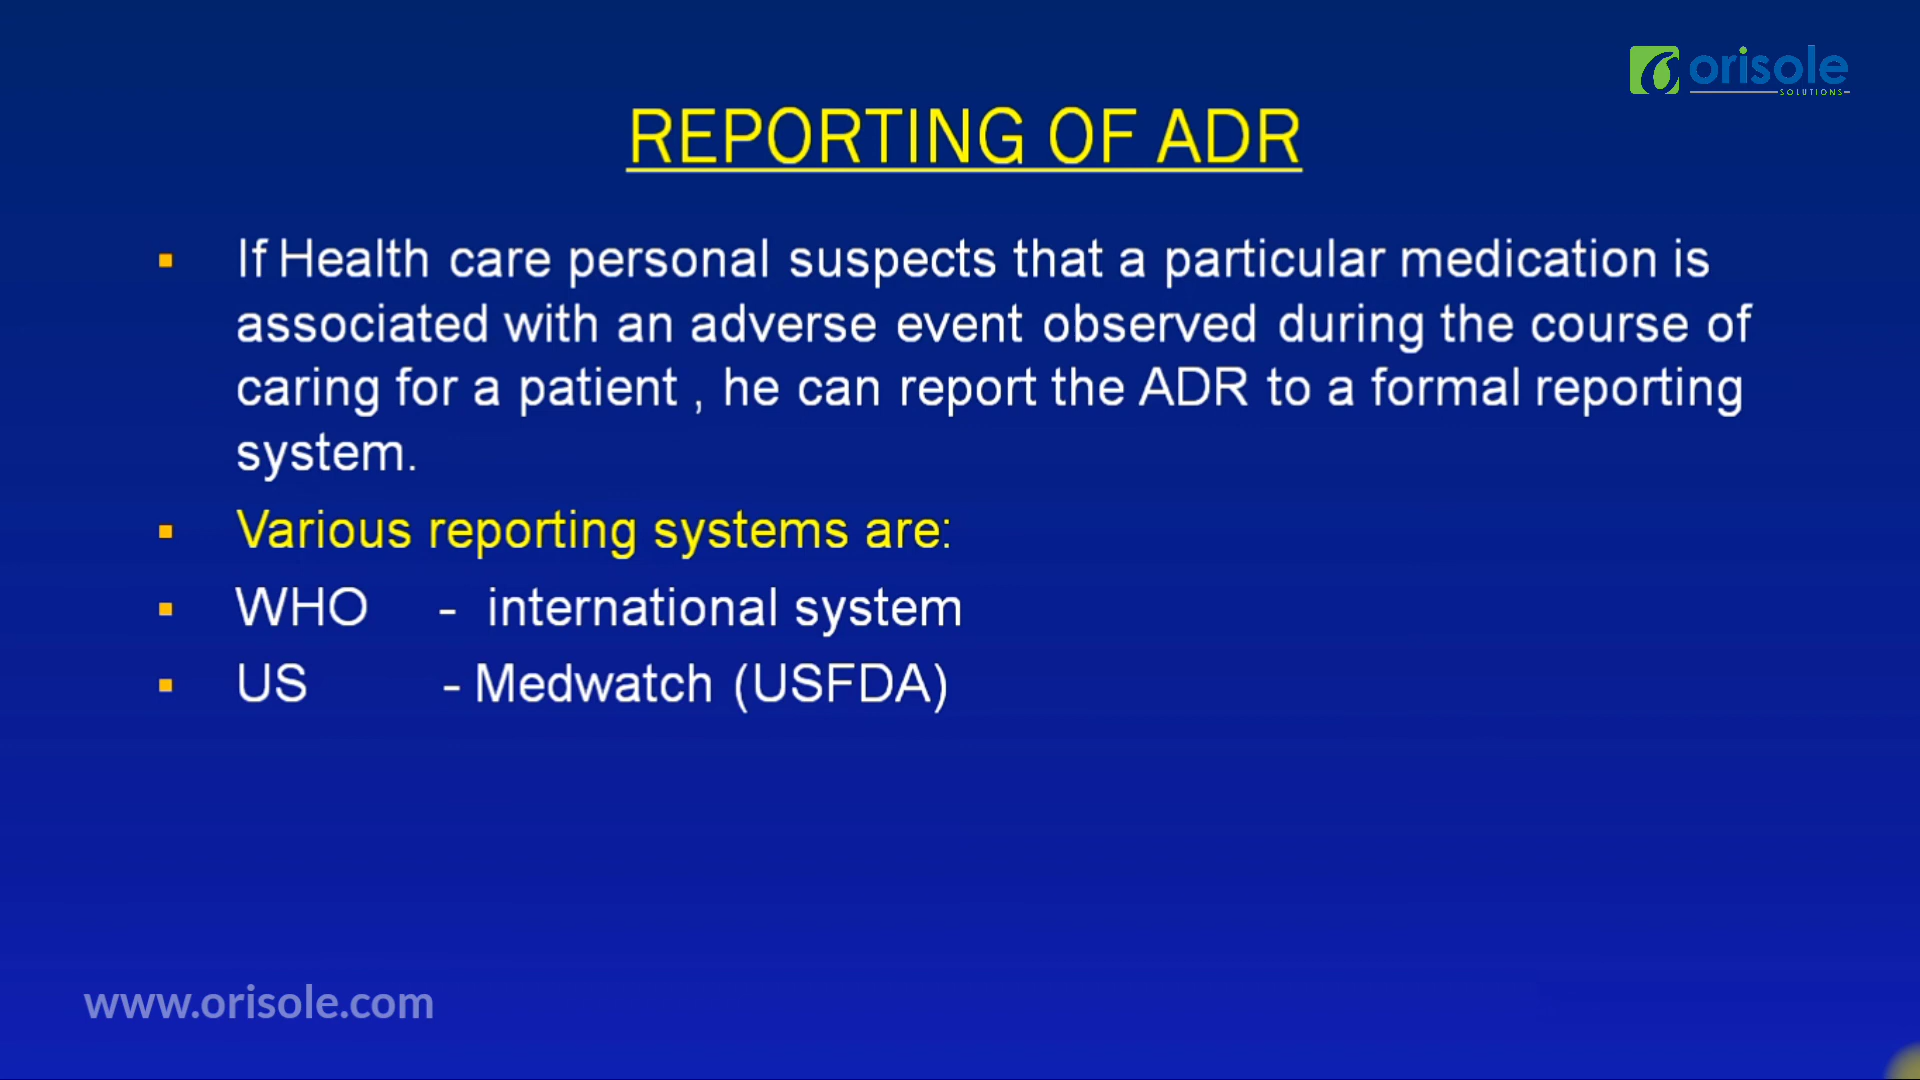 orisole
SOLUTIONS
REPORTING OF ADR
▪ If Health care personal suspects that a particular medication is
associated with an adverse event observed during the course of
caring for a patient , he can report the ADR to a formal reporting
system.
▪ Various reporting systems are:
▪ WHO - international system
▪ US - Medwatch (USFDA)
www.orisole.com